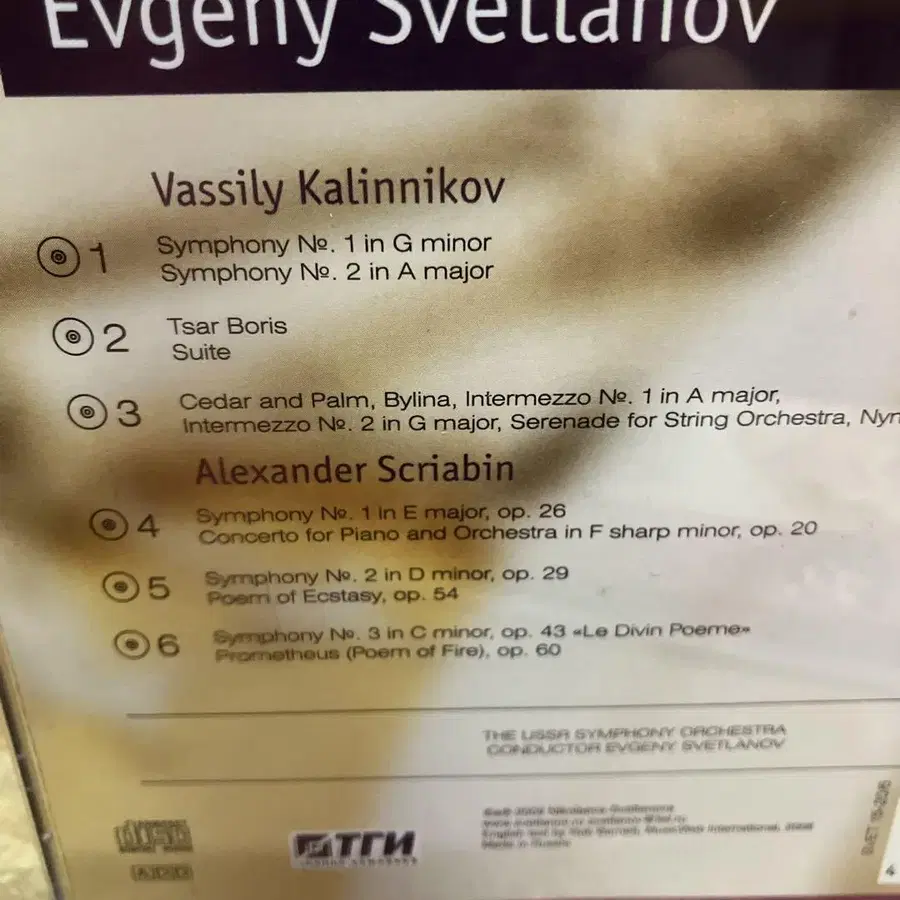 Evgeny Svetlanov
Vassily Kalinnikov
1 Symphony №. 1 in G minor
Symphony №. 2 in A major
2 Tsar Boris
Suite
3 Cedar and Palm, Bylina, Intermezzo №. 1 in A major,
Intermezzo №. 2 in G major, Serenade for String Orchestra,
Alexander Scriabin
4 Symphony №. 1 in E major, op. 26
Concerto for Piano and Orchestra in F sharp minor, op. 20
5 Symphony №. 2 in D minor, op. 29
Poem of Ecstasy, op. 54
6 Symphony №. 3 in C minor, op. 43 «Le Divin Poeme»
Prometheus (Poem of Fire), op. 60
THE USSR SYMPHONY ORCHESTRA
CONDUCTOR EVGENY SVETLANOV
Made in Russia
disc
ADD
ТГИ
4